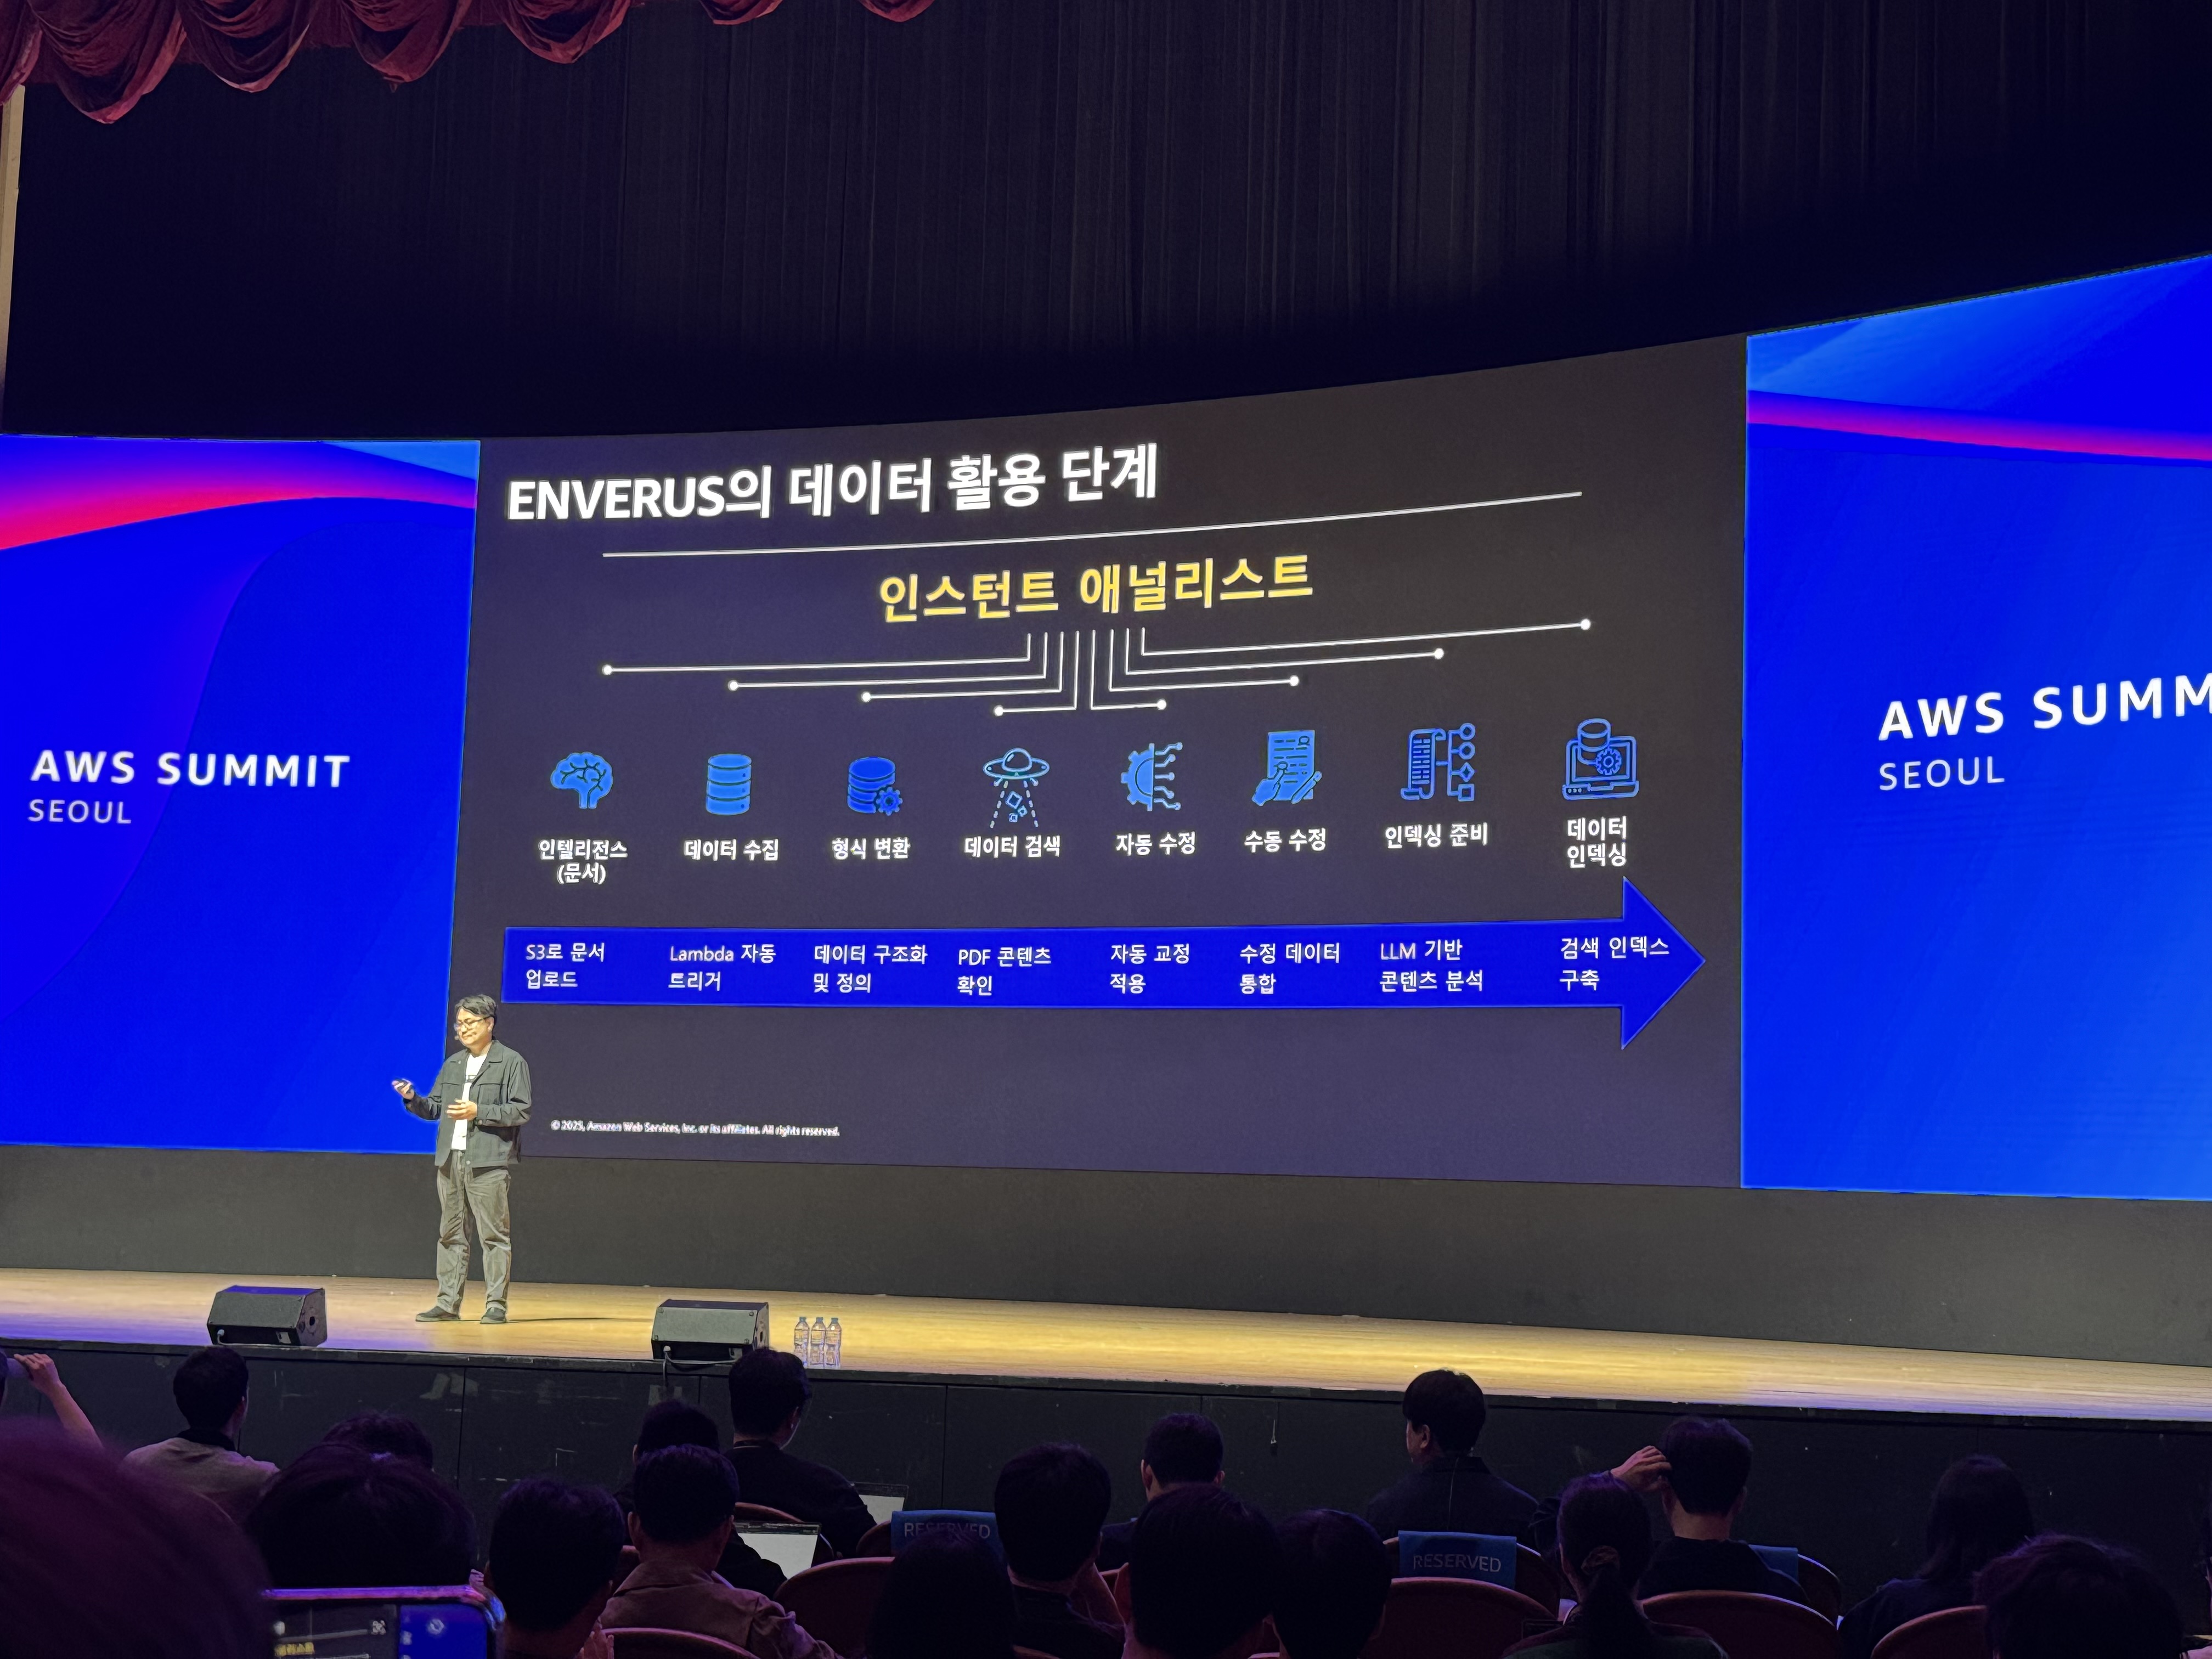 ENVERUS의 데이터 활용 단계
인스턴트 애널리스트
인텔리전스
(문서)
데이터 수집
형식 변환
데이터 검색
자동 수정
수동 수정
인덱싱 준비
데이터
인덱싱
S3로 문서
업로드
Lambda 자동
트리거
데이터 구조화
및 정의
PDF 콘텐츠
확인
자동 교정
적용
수정 데이터
통합
LLM 기반
콘텐츠 분석
검색 인덱스
구축
© 2025, Amazon Web Services, Inc. or its affiliates. All rights reserved.
AWS SUMMIT
SEOUL
AWS SUMM
SEOUL
RESERVED
RESERVED